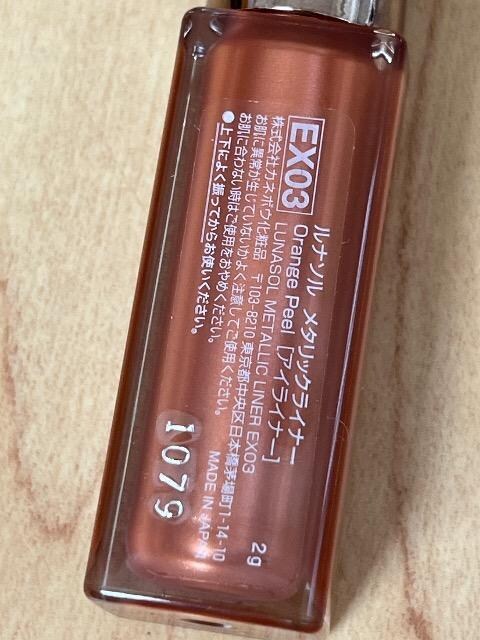 EX03
ルナソル メタリックライナー
Orange Peel [アイライナー]
LUNASOL METALLIC LINER EX03 2g
株式会社カネボウ化粧品 〒103-8210 東京都中央区日本橋茅場町1-14-10
お肌に異常が生じていないかよく注意してご使用ください。 MADE IN JAPAN
お肌に合わない時はご使用をおやめください。
●上下によく振ってからお使いください。
1079